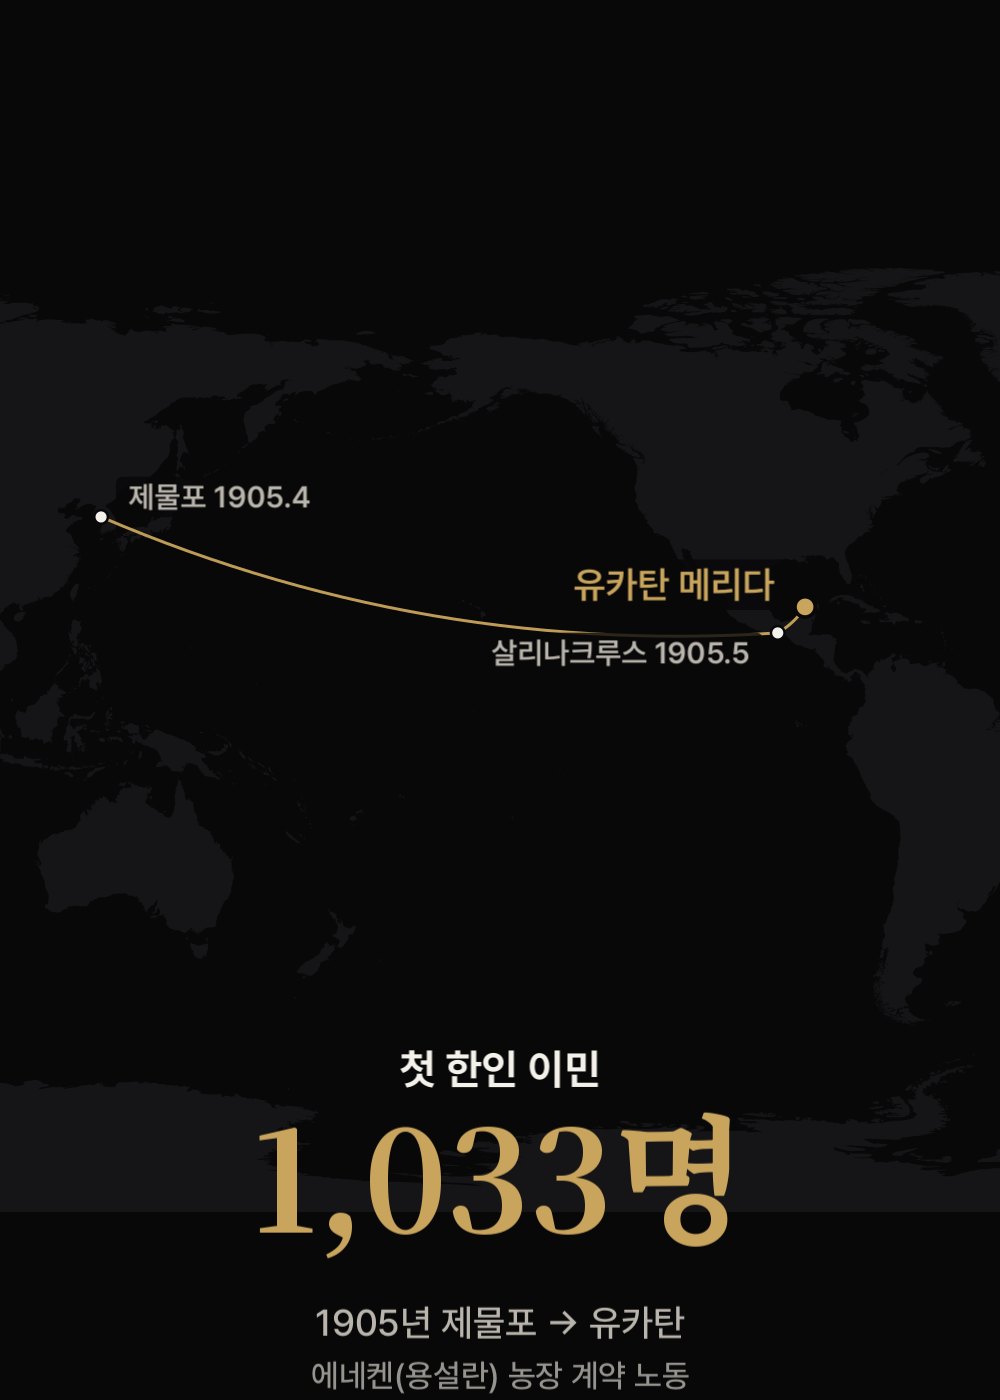 제물포 1905.4
유카탄 메리다
살리나크루스 1905.5
첫 한인 이민
1,033명
1905년 제물포 → 유카탄
에네켄(용설란) 농장 계약 노동